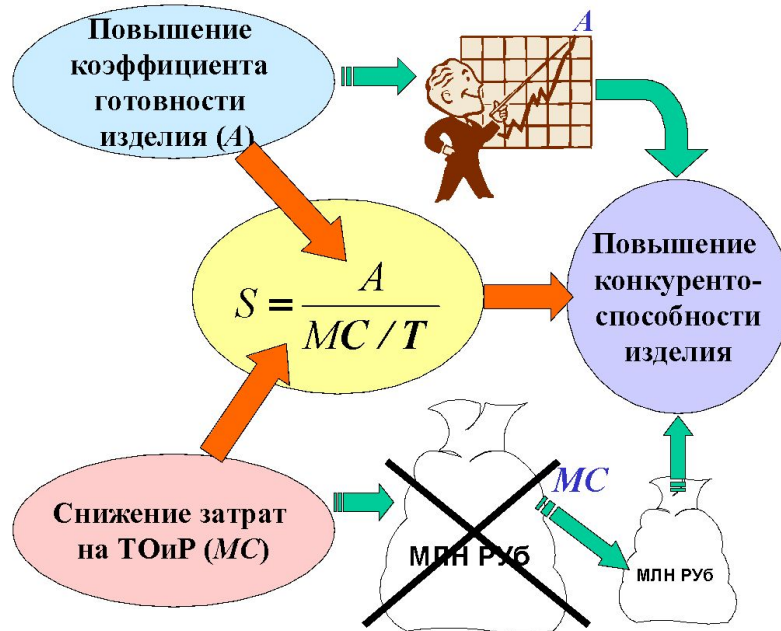 Повышение
коэффициента
готовности
изделия (A)
A
S = A / (MC / T)
Повышение
конкуренто-
способности
изделия
Снижение затрат
на ТОиР (MC)
МЛН РУб
MC
МЛН РУб